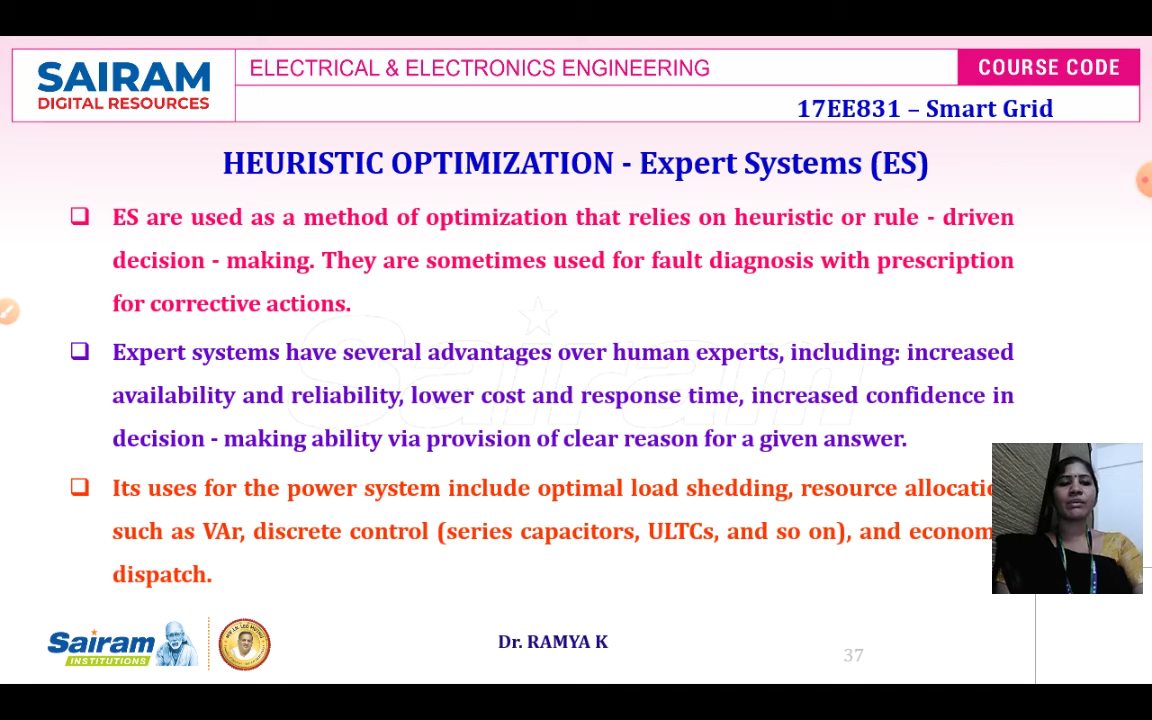 SAIRAM
DIGITAL RESOURCES
ELECTRICAL & ELECTRONICS ENGINEERING
COURSE CODE
17EE831 – Smart Grid
HEURISTIC OPTIMIZATION - Expert Systems (ES)
ES are used as a method of optimization that relies on heuristic or rule - driven
decision - making. They are sometimes used for fault diagnosis with prescription
for corrective actions.
Expert systems have several advantages over human experts, including: increased
availability and reliability, lower cost and response time, increased confidence in
decision - making ability via provision of clear reason for a given answer.
Its uses for the power system include optimal load shedding, resource allocatio
such as VAr, discrete control (series capacitors, ULTCs, and so on), and econom
dispatch.
Sairam
Sairam
INSTITUTIONS
Dr. RAMYA K
37